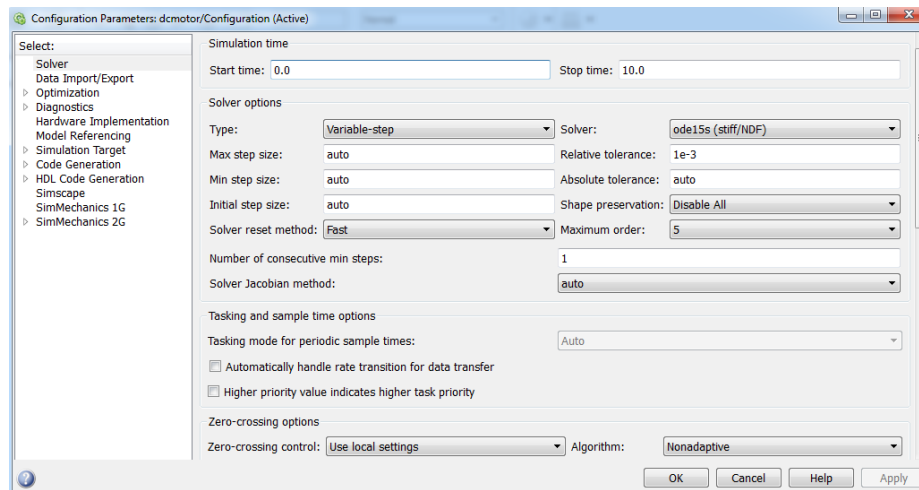 Configuration Parameters: dcmotor/Configuration (Active)
Select:
Solver
Data Import/Export
Optimization
Diagnostics
Hardware Implementation
Model Referencing
Simulation Target
Code Generation
HDL Code Generation
Simscape
SimMechanics 1G
SimMechanics 2G
Simulation time
Start time: 0.0 Stop time: 10.0
Solver options
Type: Variable-step Solver: ode15s (stiff/NDF)
Max step size: auto Relative tolerance: 1e-3
Min step size: auto Absolute tolerance: auto
Initial step size: auto Shape preservation: Disable All
Solver reset method: Fast Maximum order: 5
Number of consecutive min steps: 1
Solver Jacobian method: auto
Tasking and sample time options
Tasking mode for periodic sample times: Auto
Automatically handle rate transition for data transfer
Higher priority value indicates higher task priority
Zero-crossing options
Zero-crossing control: Use local settings Algorithm: Nonadaptive
OK Cancel Help Apply